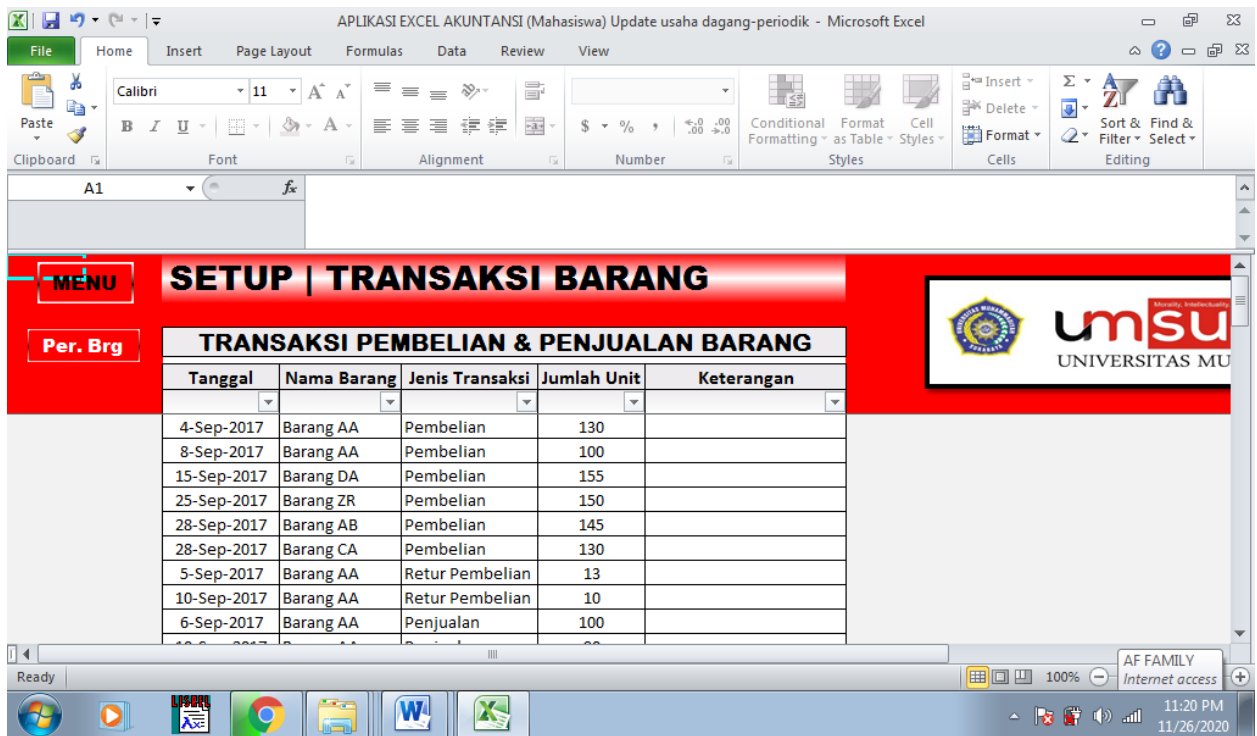 APLIKASI EXCEL AKUNTANSI (Mahasiswa) Update usaha dagang-periodik - Microsoft Excel
File Home Insert Page Layout Formulas Data Review View
Paste
Calibri 11
B I U
$ % ,
Conditional Formatting
Format as Table
Cell Styles
Insert
Delete
Format
Sort & Filter
Find & Select
Clipboard Font Alignment Number Styles Cells Editing
A1 fx
MENU
SETUP | TRANSAKSI BARANG
Per. Brg
TRANSAKSI PEMBELIAN & PENJUALAN BARANG
umsu
UNIVERSITAS MU
Tanggal Nama Barang Jenis Transaksi Jumlah Unit Keterangan
4-Sep-2017 Barang AA Pembelian 130
8-Sep-2017 Barang AA Pembelian 100
15-Sep-2017 Barang DA Pembelian 155
25-Sep-2017 Barang ZR Pembelian 150
28-Sep-2017 Barang AB Pembelian 145
28-Sep-2017 Barang CA Pembelian 130
5-Sep-2017 Barang AA Retur Pembelian 13
10-Sep-2017 Barang AA Retur Pembelian 10
6-Sep-2017 Barang AA Penjualan 100
Ready
100%
AF FAMILY
Internet access
11:20 PM
11/26/2020